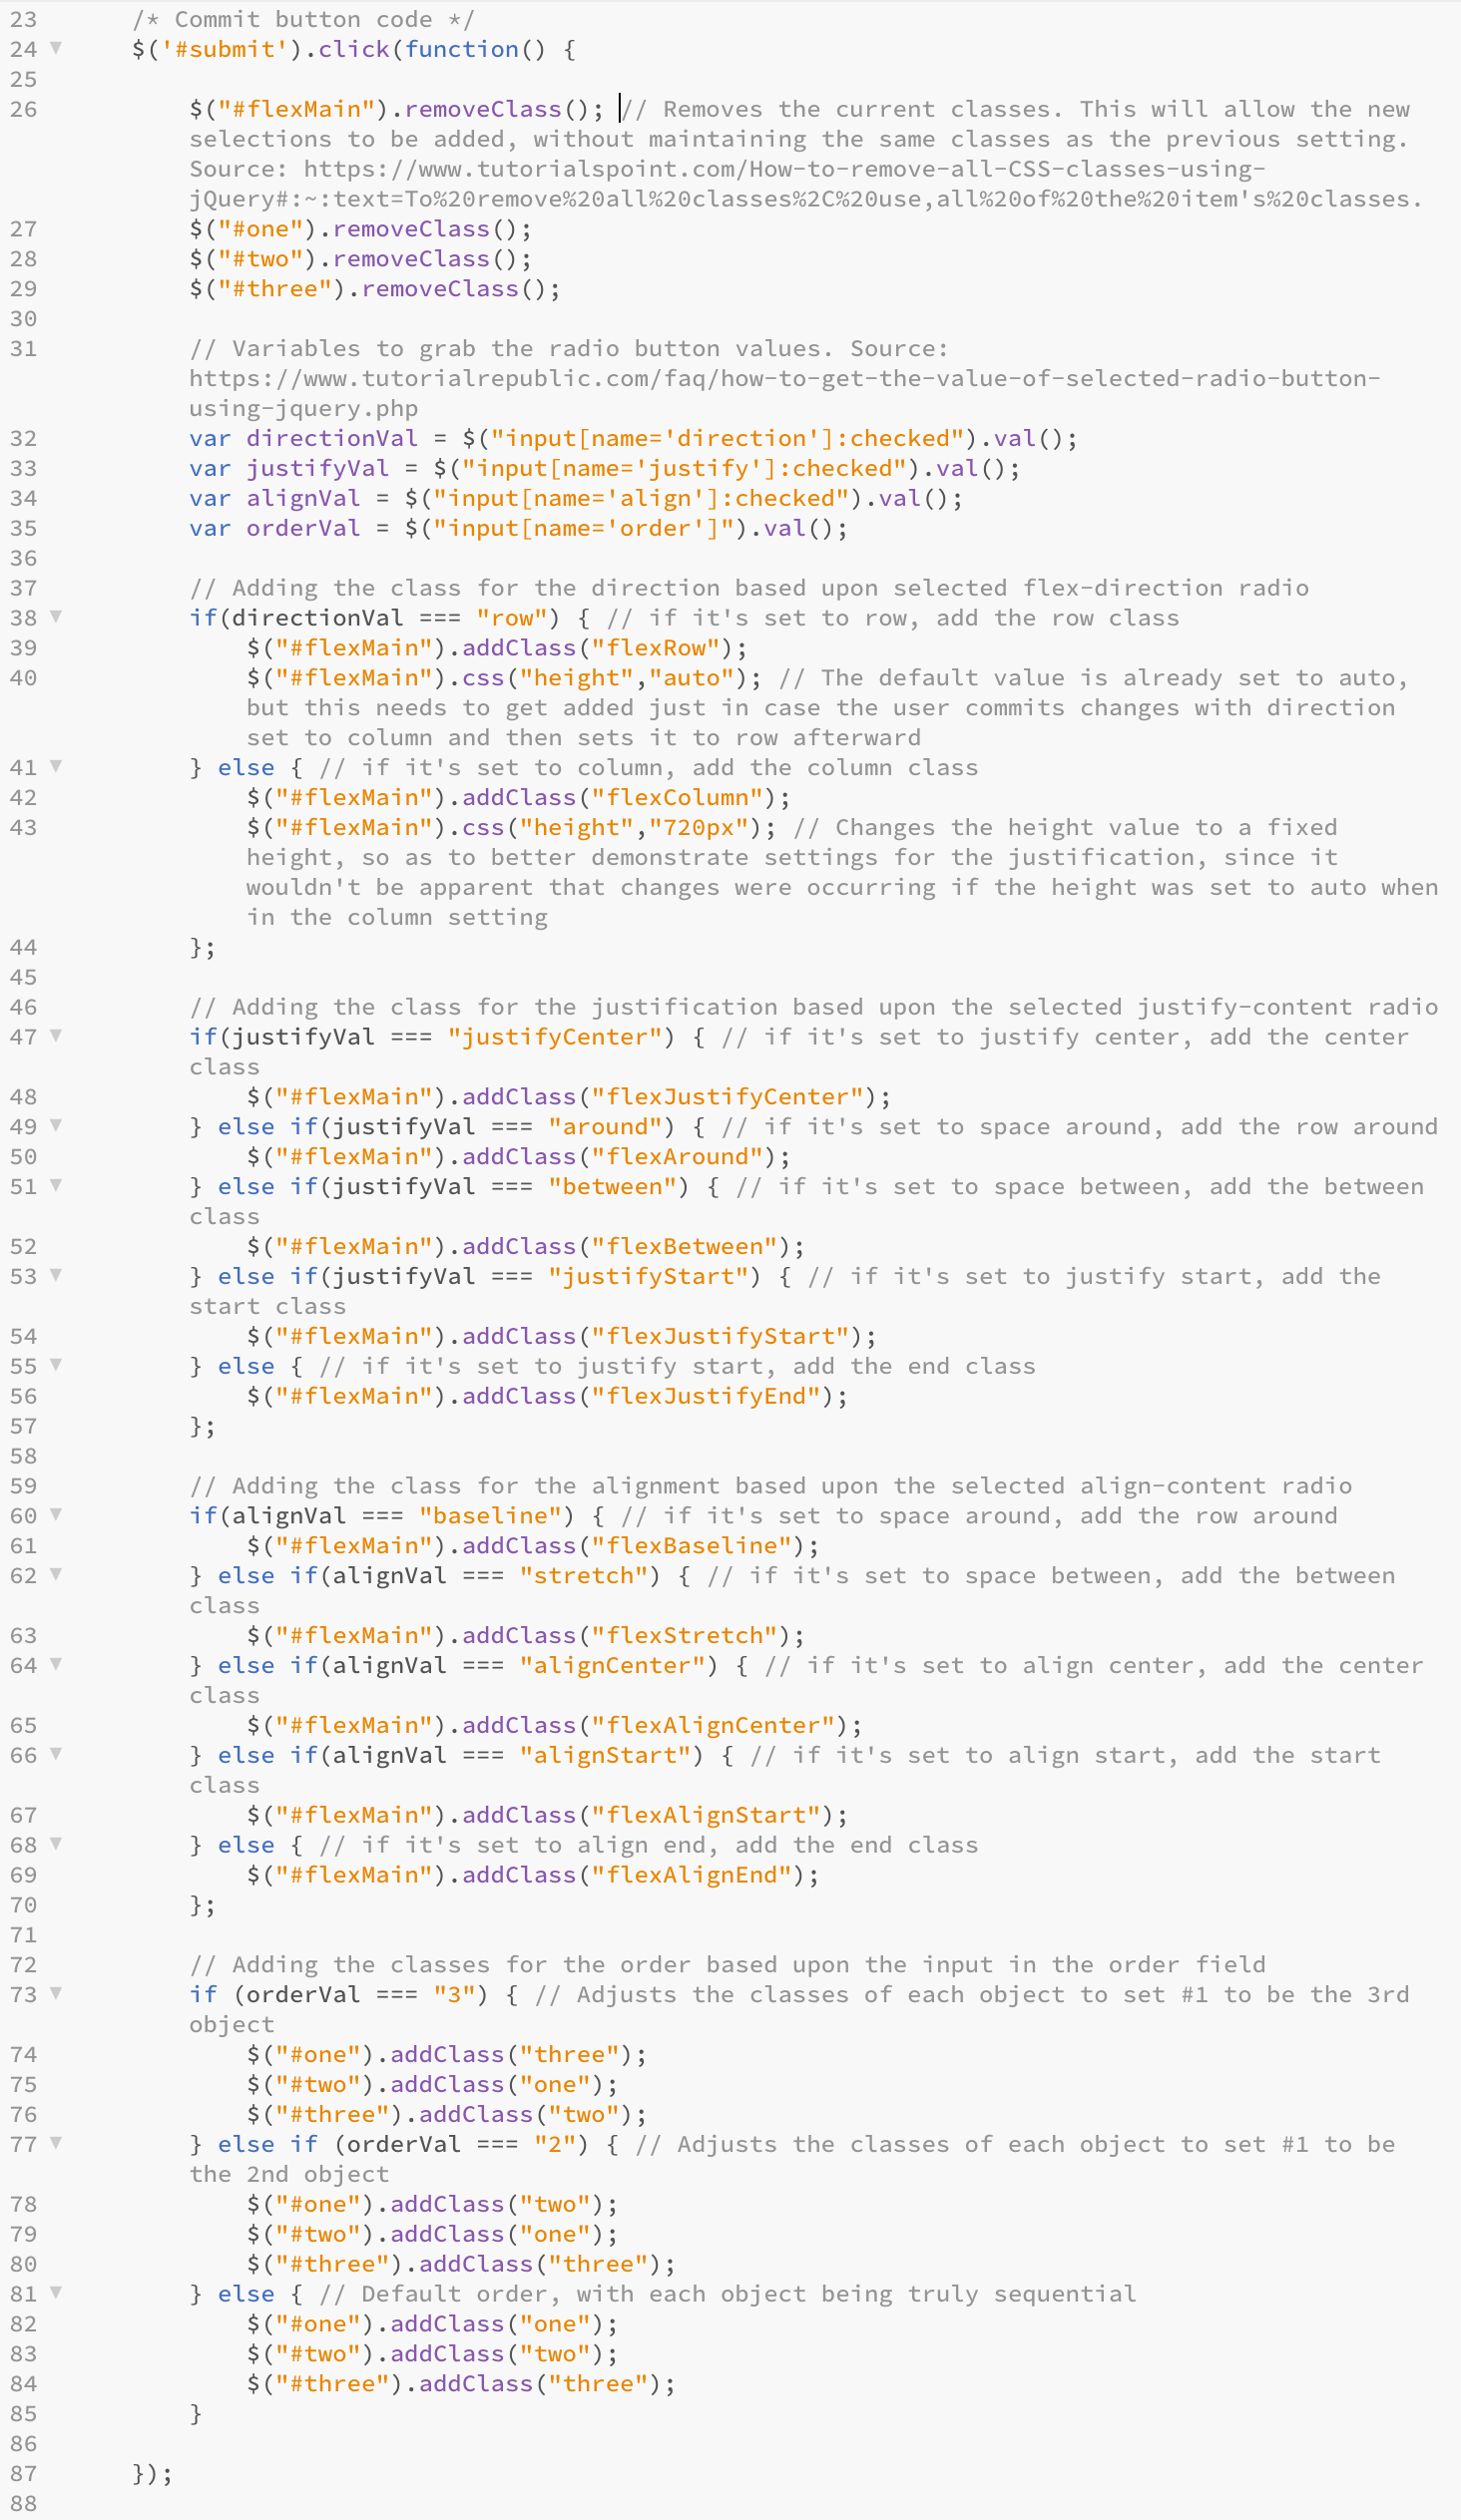 23 /* Commit button code */
24 ▼ $('#submit').click(function() {
25
26 $("#flexMain").removeClass(); // Removes the current classes. This will allow the new
selections to be added, without maintaining the same classes as the previous setting.
Source: https://www.tutorialspoint.com/How-to-remove-all-CSS-classes-using-
jQuery#:~:text=To%20remove%20all%20classes%2C%20use,all%20of%20the%20item's%20classes.
27 $("#one").removeClass();
28 $("#two").removeClass();
29 $("#three").removeClass();
30
31 // Variables to grab the radio button values. Source:
https://www.tutorialrepublic.com/faq/how-to-get-the-value-of-selected-radio-button-
using-jquery.php
32 var directionVal = $("input[name='direction']:checked").val();
33 var justifyVal = $("input[name='justify']:checked").val();
34 var alignVal = $("input[name='align']:checked").val();
35 var orderVal = $("input[name='order']").val();
36
37 // Adding the class for the direction based upon selected flex-direction radio
38 ▼ if(directionVal === "row") { // if it's set to row, add the row class
39 $("#flexMain").addClass("flexRow");
40 $("#flexMain").css("height","auto"); // The default value is already set to auto,
but this needs to get added just in case the user commits changes with direction
set to column and then sets it to row afterward
41 ▼ } else { // if it's set to column, add the column class
42 $("#flexMain").addClass("flexColumn");
43 $("#flexMain").css("height","720px"); // Changes the height value to a fixed
height, so as to better demonstrate settings for the justification, since it
wouldn't be apparent that changes were occurring if the height was set to auto when
in the column setting
44 };
45
46 // Adding the class for the justification based upon the selected justify-content radio
47 ▼ if(justifyVal === "justifyCenter") { // if it's set to justify center, add the center
class
48 $("#flexMain").addClass("flexJustifyCenter");
49 ▼ } else if(justifyVal === "around") { // if it's set to space around, add the row around
50 $("#flexMain").addClass("flexAround");
51 ▼ } else if(justifyVal === "between") { // if it's set to space between, add the between
class
52 $("#flexMain").addClass("flexBetween");
53 ▼ } else if(justifyVal === "justifyStart") { // if it's set to justify start, add the
start class
54 $("#flexMain").addClass("flexJustifyStart");
55 ▼ } else { // if it's set to justify start, add the end class
56 $("#flexMain").addClass("flexJustifyEnd");
57 };
58
59 // Adding the class for the alignment based upon the selected align-content radio
60 ▼ if(alignVal === "baseline") { // if it's set to space around, add the row around
61 $("#flexMain").addClass("flexBaseline");
62 ▼ } else if(alignVal === "stretch") { // if it's set to space between, add the between
class
63 $("#flexMain").addClass("flexStretch");
64 ▼ } else if(alignVal === "alignCenter") { // if it's set to align center, add the center
class
65 $("#flexMain").addClass("flexAlignCenter");
66 ▼ } else if(alignVal === "alignStart") { // if it's set to align start, add the start
class
67 $("#flexMain").addClass("flexAlignStart");
68 ▼ } else { // if it's set to align end, add the end class
69 $("#flexMain").addClass("flexAlignEnd");
70 };
71
72 // Adding the classes for the order based upon the input in the order field
73 ▼ if (orderVal === "3") { // Adjusts the classes of each object to set #1 to be the 3rd
object
74 $("#one").addClass("three");
75 $("#two").addClass("one");
76 $("#three").addClass("two");
77 ▼ } else if (orderVal === "2") { // Adjusts the classes of each object to set #1 to be
the 2nd object
78 $("#one").addClass("two");
79 $("#two").addClass("one");
80 $("#three").addClass("three");
81 ▼ } else { // Default order, with each object being truly sequential
82 $("#one").addClass("one");
83 $("#two").addClass("two");
84 $("#three").addClass("three");
85 }
86
87 });
88